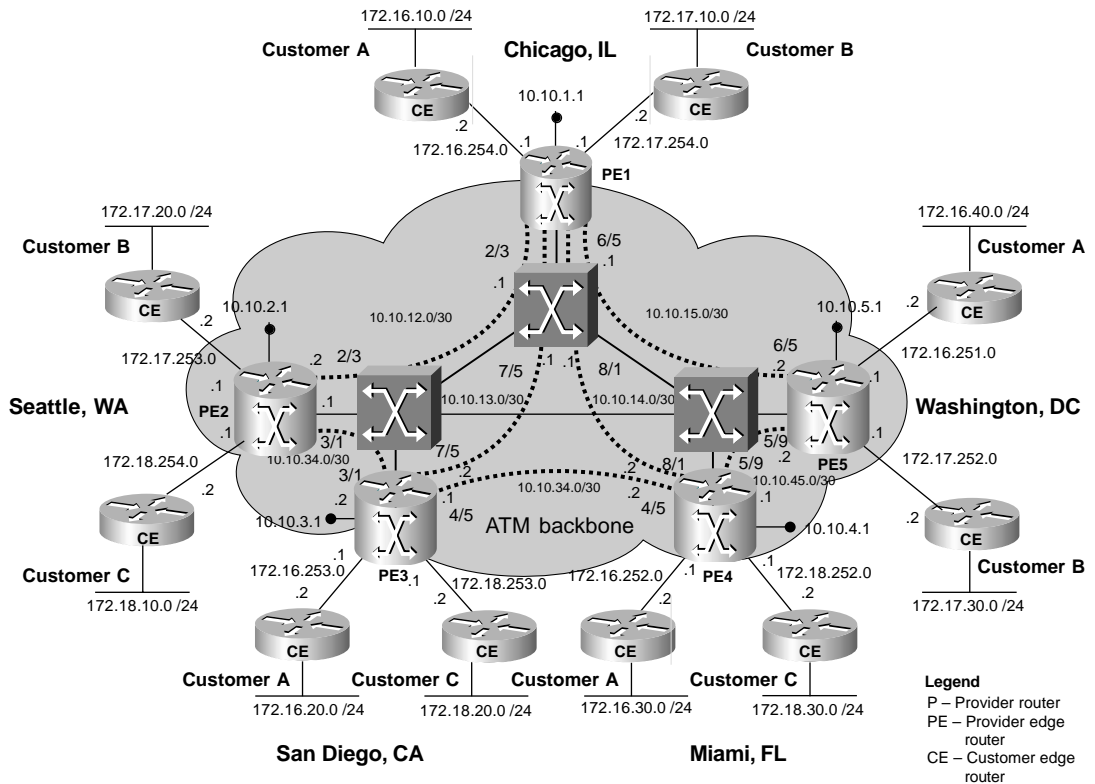 172.16.10.0 /24
172.17.10.0 /24
Customer A
Chicago, IL
Customer B
CE
CE
10.10.1.1
.2
.2
172.16.254.0
.1
.1
172.17.254.0
PE1
172.17.20.0 /24
172.16.40.0 /24
Customer B
Customer A
2/3
6/5
.1
.1
CE
CE
10.10.2.1
10.10.5.1
.2
.2
10.10.12.0/30
10.10.15.0/30
172.17.253.0
172.16.251.0
.2
2/3
6/5
.2
.1
.1
.1
.1
7/5
8/1
.1
Seattle, WA
PE2
.1
10.10.13.0/30
10.10.14.0/30
Washington, DC
.1
3/1
7/5
5/9
.1
10.10.34.0/30
8/1
5/9
.2
PE5
172.18.254.0
172.17.252.0
3/1
.2
.2
10.10.45.0/30
.2
.2
.1
10.10.34.0/30
.2
.1
4/5
4/5
.2
10.10.3.1
ATM backbone
10.10.4.1
CE
CE
Customer C
Customer B
172.18.10.0 /24
172.17.30.0 /24
.1
PE3
.1
.1
PE4
.1
172.16.253.0
172.18.253.0
172.16.252.0
172.18.252.0
.2
.2
.2
.2
CE
CE
CE
CE
Customer A
Customer C
Customer A
Customer C
172.16.20.0 /24
172.18.20.0 /24
172.16.30.0 /24
172.18.30.0 /24
San Diego, CA
Miami, FL
Legend
P – Provider router
PE – Provider edge
router
CE – Customer edge
router